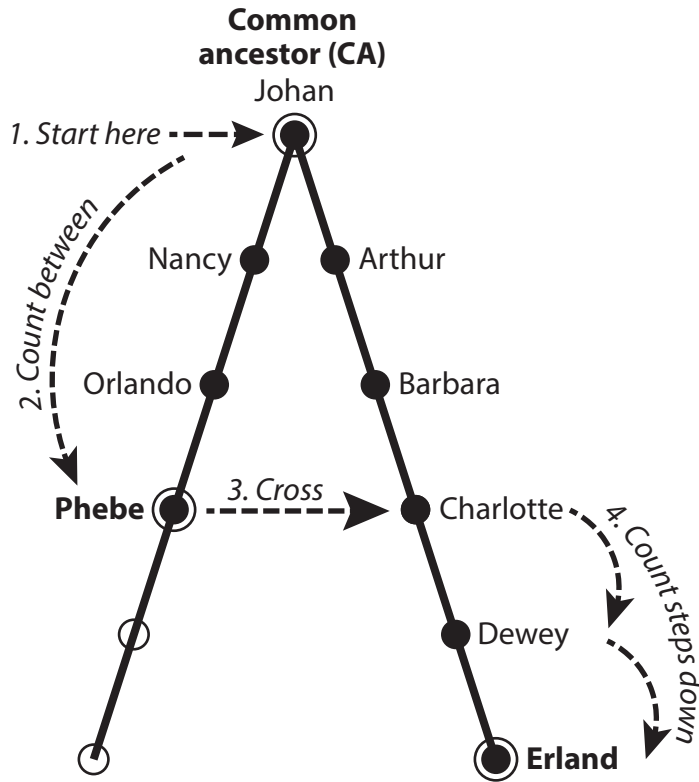 Common
ancestor (CA)
Johan
1. Start here
2. Count between
Nancy
Arthur
Orlando
Barbara
Phebe
3. Cross
Charlotte
4. Count steps down
Dewey
Erland